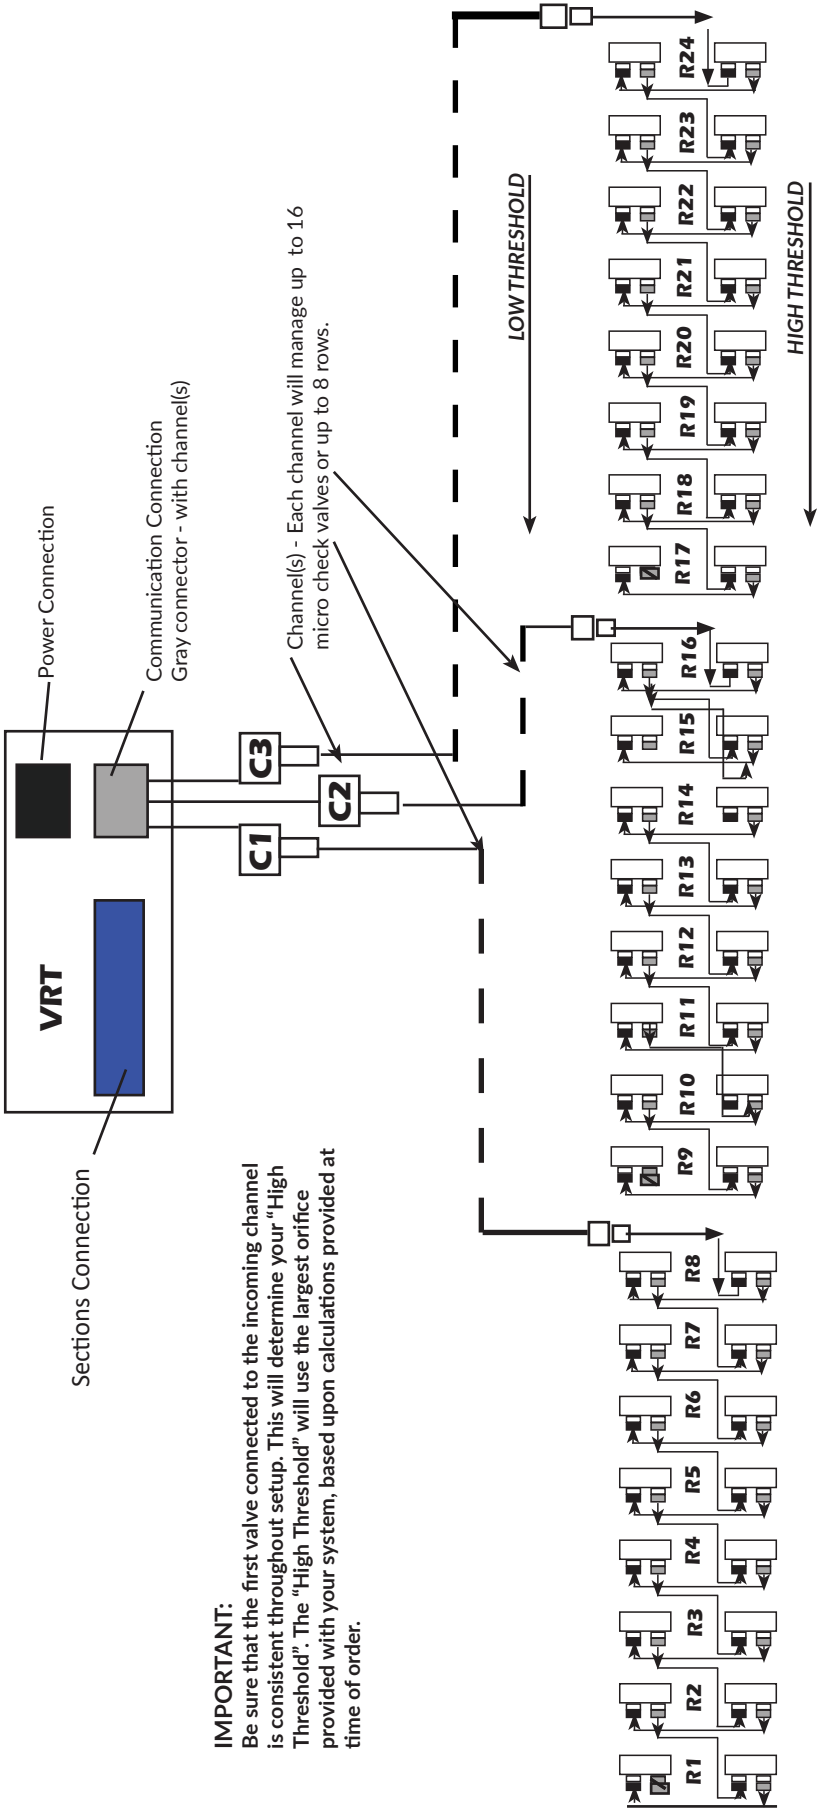 Power Connection
Communication Connection
Gray connector - with channel(s)
VRT
Sections Connection
C1
C2
C3
Channel(s) - Each channel will manage up to 16
micro check valves or up to 8 rows.
IMPORTANT:
Be sure that the first valve connected to the incoming channel
is consistent throughout setup. This will determine your “High
Threshold”. The “High Threshold” will use the largest orifice
provided with your system, based upon calculations provided at
time of order.
LOW THRESHOLD
R1
R2
R3
R4
R5
R6
R7
R8
R9
R10
R11
R12
R13
R14
R15
R16
R17
R18
R19
R20
R21
R22
R23
R24
HIGH THRESHOLD